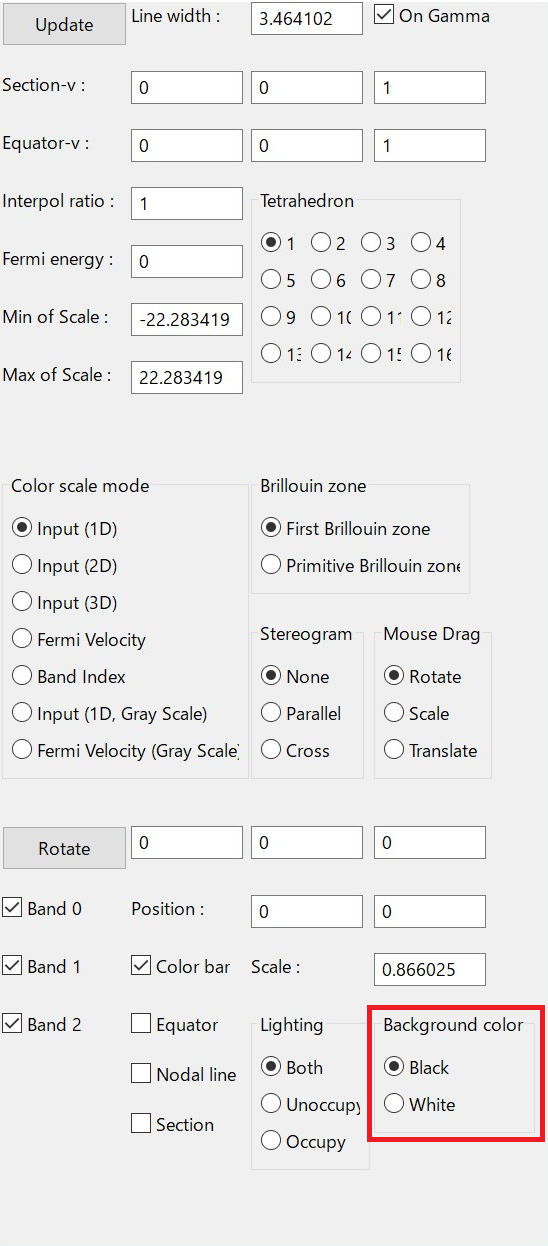 Update Line width : 3.464102 On Gamma
Section-v : 0 0 1
Equator-v : 0 0 1
Interpol ratio : 1 Tetrahedron
1 2 3 4
Fermi energy : 0 5 6 7 8
Min of Scale : -22.283419 9 10 11 12
13 14 15 16
Max of Scale : 22.283419
Color scale mode Brillouin zone
Input (1D) First Brillouin zone
Input (2D) Primitive Brillouin zone
Input (3D)
Fermi Velocity Stereogram Mouse Drag
Band Index None Rotate
Input (1D, Gray Scale) Parallel Scale
Fermi Velocity (Gray Scale) Cross Translate
Rotate 0 0 0
Band 0 Position : 0 0
Band 1 Color bar Scale : 0.866025
Band 2 Equator Lighting Background color
Both Black
Nodal line Unoccupy White
Section Occupy